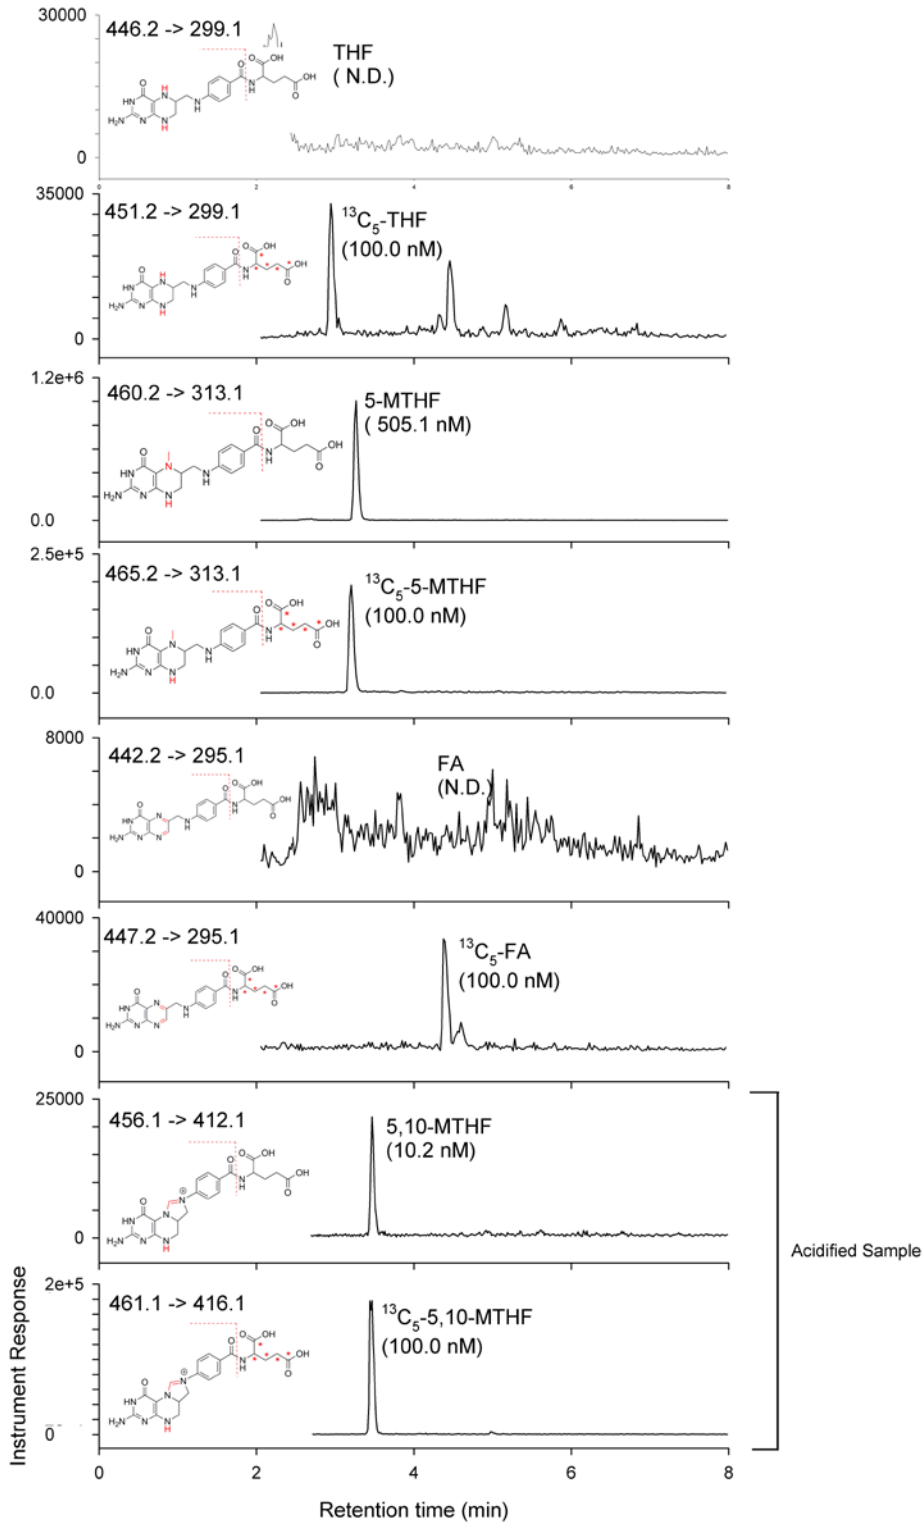 30000
446.2 -> 299.1
THF
( N.D.)
0
0 2 4 6 8
35000
451.2 -> 299.1
¹³C₅-THF
(100.0 nM)
0
1.2e+6
460.2 -> 313.1
5-MTHF
( 505.1 nM)
0.0
2.5e+5
465.2 -> 313.1
¹³C₅-5-MTHF
(100.0 nM)
0.0
8000
442.2 -> 295.1
FA
(N.D.)
0
40000
447.2 -> 295.1
¹³C₅-FA
(100.0 nM)
0
25000
456.1 -> 412.1
5,10-MTHF
(10.2 nM)
0
Acidified Sample
2e+5
461.1 -> 416.1
¹³C₅-5,10-MTHF
(100.0 nM)
0
Instrument Response
0 2 4 6 8
Retention time (min)